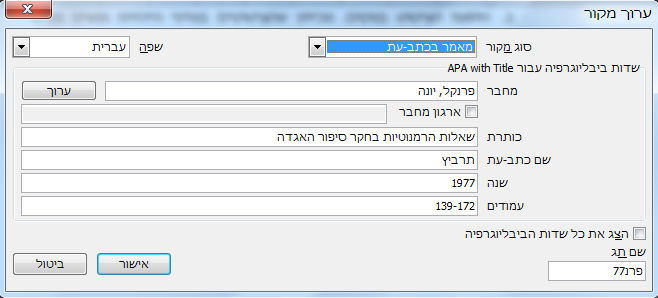 ערוך מקור
סוג מקור מאמר בכתב-עת שפה עברית
שדות ביבליוגרפיה עבור APA with Title
מחבר פרנקל, יונה ערוך
ארגון מחבר
כותרת שאלות הרמנוטיות בחקר סיפור האגדה
שם כתב-עת תרביץ
שנה 1977
עמודים 139-172
הצג את כל שדות הביבליוגרפיה
שם תג
פרנ77
אישור ביטול